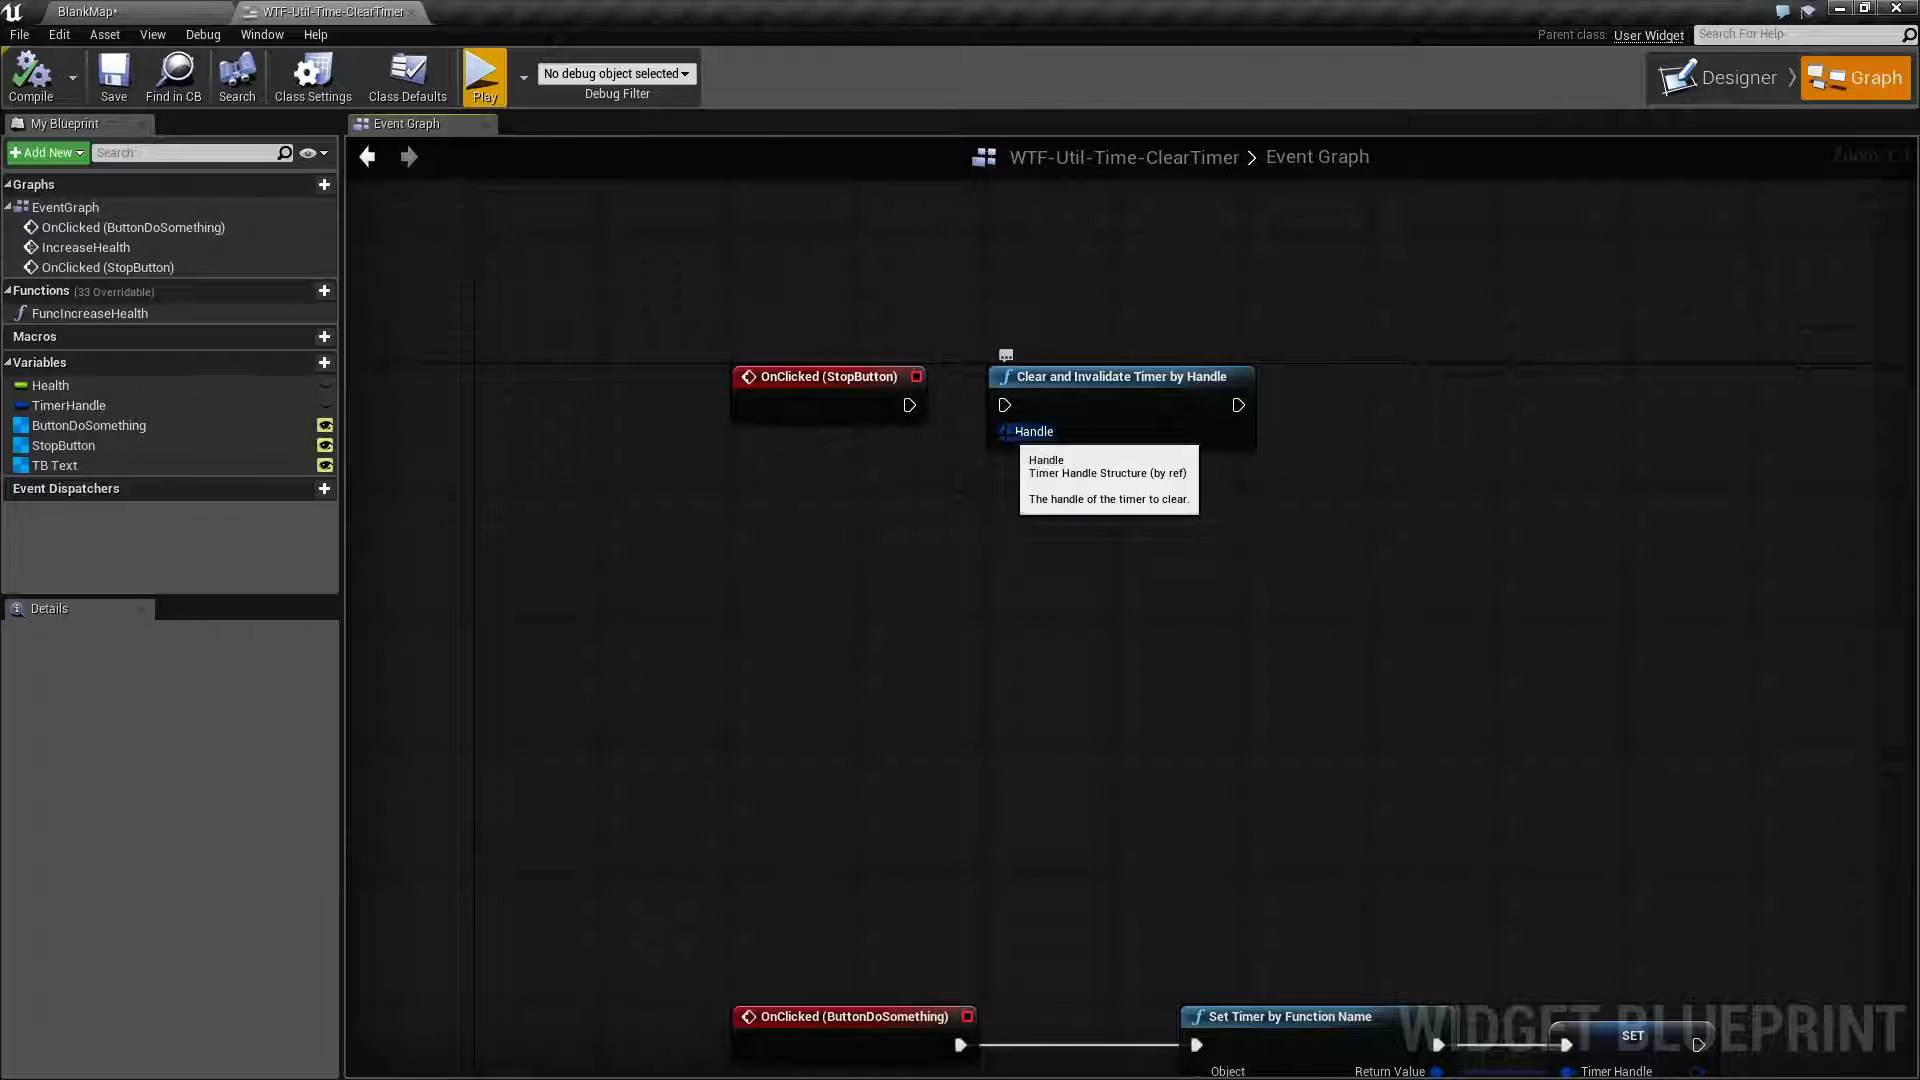 BlankMap*
WTF-Util-Time-ClearTimer
File Edit Asset View Debug Window Help
Parent class: User Widget
Search For Help
Compile
Save
Find in CB
Search
Class Settings
Class Defaults
Play
No debug object selected
Debug Filter
Designer
Graph
My Blueprint
Event Graph
Add New
Search
WTF-Util-Time-ClearTimer > Event Graph
Graphs
EventGraph
OnClicked (ButtonDoSomething)
IncreaseHealth
OnClicked (StopButton)
Functions (33 Overridable)
FuncIncreaseHealth
Macros
Variables
Health
TimerHandle
ButtonDoSomething
StopButton
TB Text
Event Dispatchers
Details
OnClicked (StopButton)
Clear and Invalidate Timer by Handle
Handle
Handle
Timer Handle Structure (by ref)
The handle of the timer to clear.
OnClicked (ButtonDoSomething)
Set Timer by Function Name
SET
Object
Return Value
Timer Handle
WIDGET BLUEPRINT